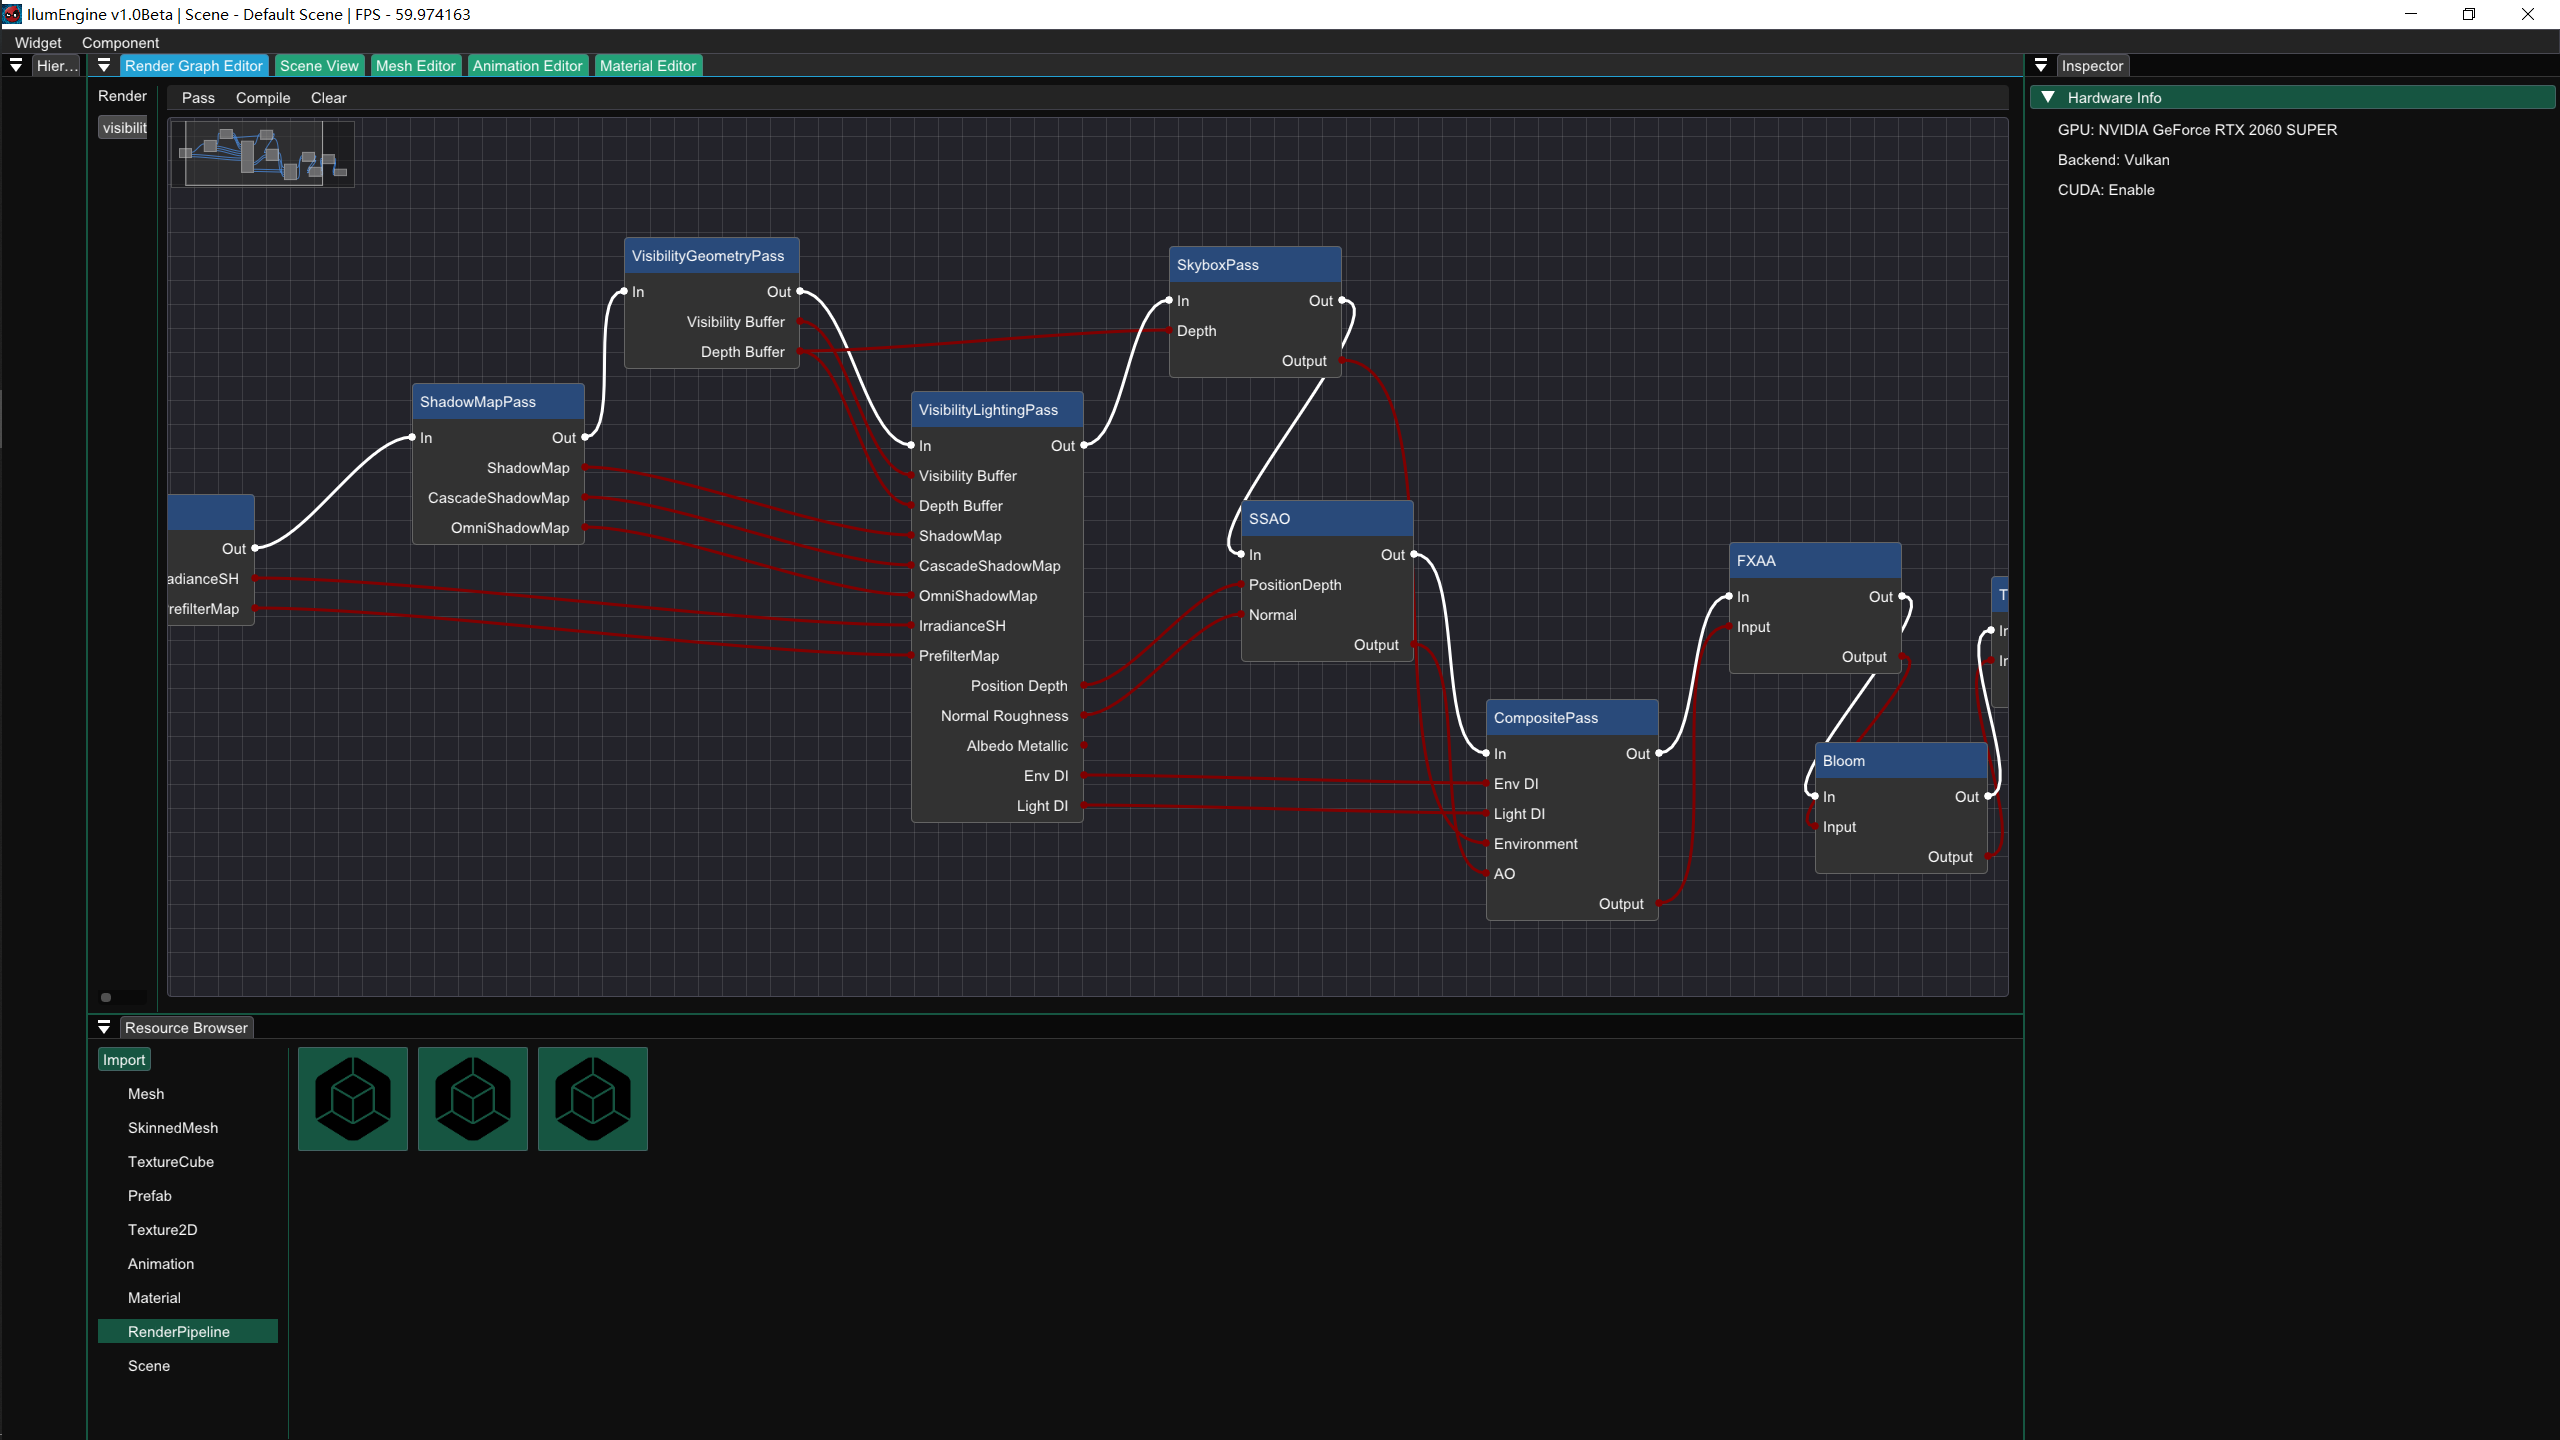 IlumEngine v1.0Beta | Scene - Default Scene | FPS - 59.974163
Widget Component
Hier...
Render Graph Editor Scene View Mesh Editor Animation Editor Material Editor
Render
visibilit
Pass Compile Clear
VisibilityGeometryPass
In Out
Visibility Buffer
Depth Buffer
SkyboxPass
In Out
Depth
Output
ShadowMapPass
In Out
ShadowMap
CascadeShadowMap
OmniShadowMap
Out
adianceSH
refilterMap
VisibilityLightingPass
In Out
Visibility Buffer
Depth Buffer
ShadowMap
CascadeShadowMap
OmniShadowMap
IrradianceSH
PrefilterMap
Position Depth
Normal Roughness
Albedo Metallic
Env DI
Light DI
SSAO
In Out
PositionDepth
Normal
Output
CompositePass
In Out
Env DI
Light DI
Environment
AO
Output
FXAA
In Out
Input
Output
Bloom
In Out
Input
Output
T
Ir
Ir
Inspector
Hardware Info
GPU: NVIDIA GeForce RTX 2060 SUPER
Backend: Vulkan
CUDA: Enable
Resource Browser
Import
Mesh
SkinnedMesh
TextureCube
Prefab
Texture2D
Animation
Material
RenderPipeline
Scene